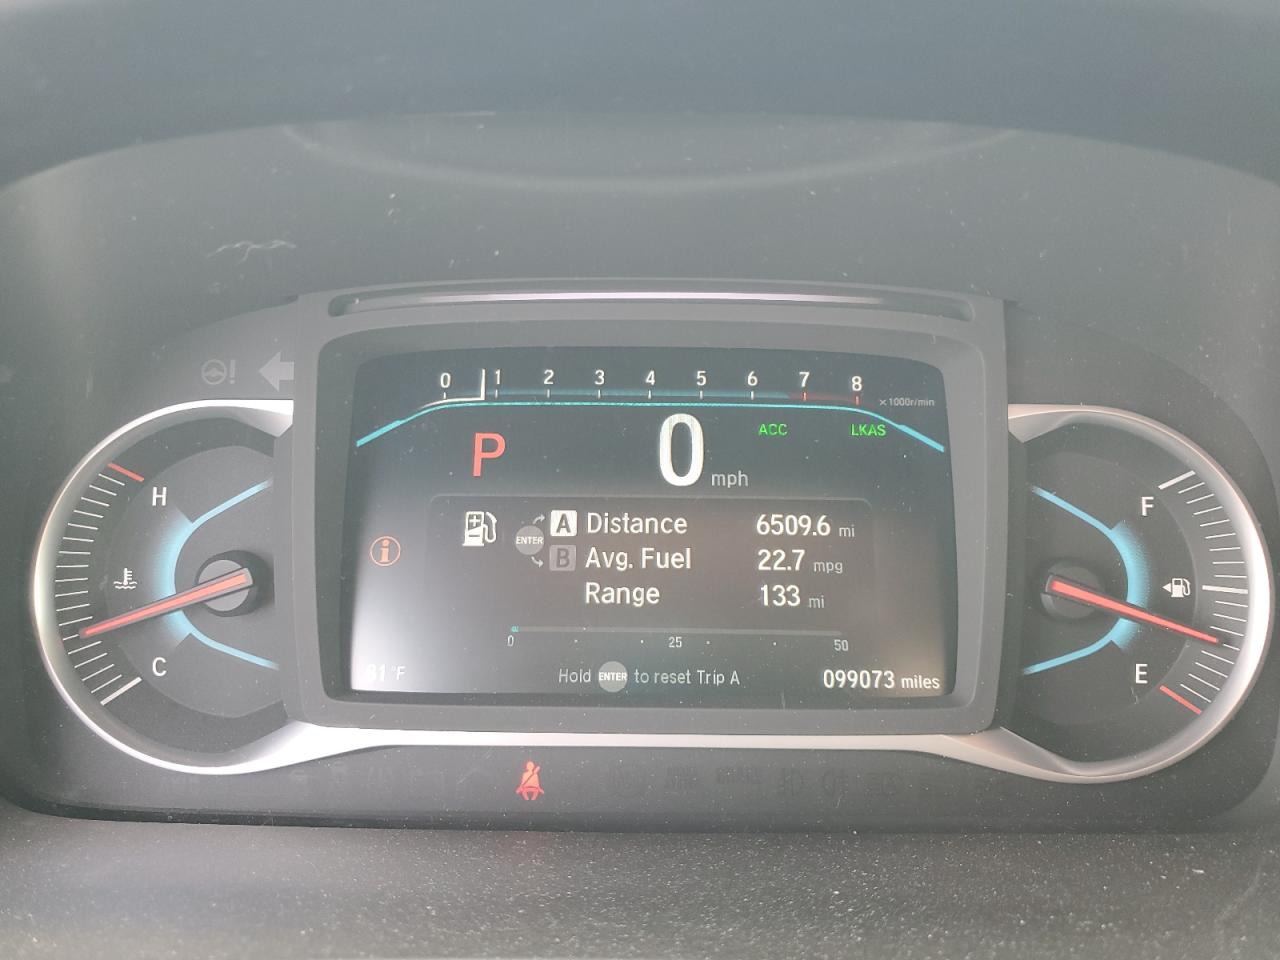 0 1 2 3 4 5 6 7 8
×1000r/min
P
0 mph
ACC
LKAS
H
C
F
E
A Distance 6509.6 mi
ENTER
B Avg. Fuel 22.7 mpg
Range 133 mi
0 25 50
°F
Hold ENTER to reset Trip A
099073 miles